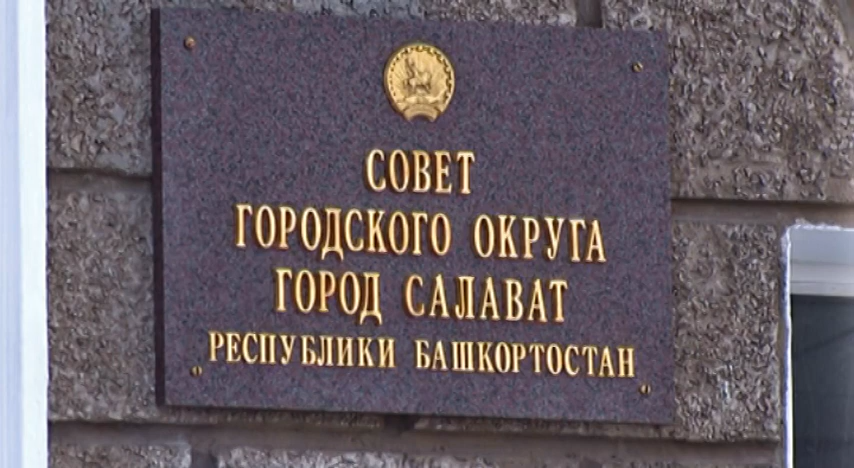 СОВЕТ
ГОРОДСКОГО ОКРУГА
ГОРОД САЛАВАТ
РЕСПУБЛИКИ БАШКОРТОСТАН